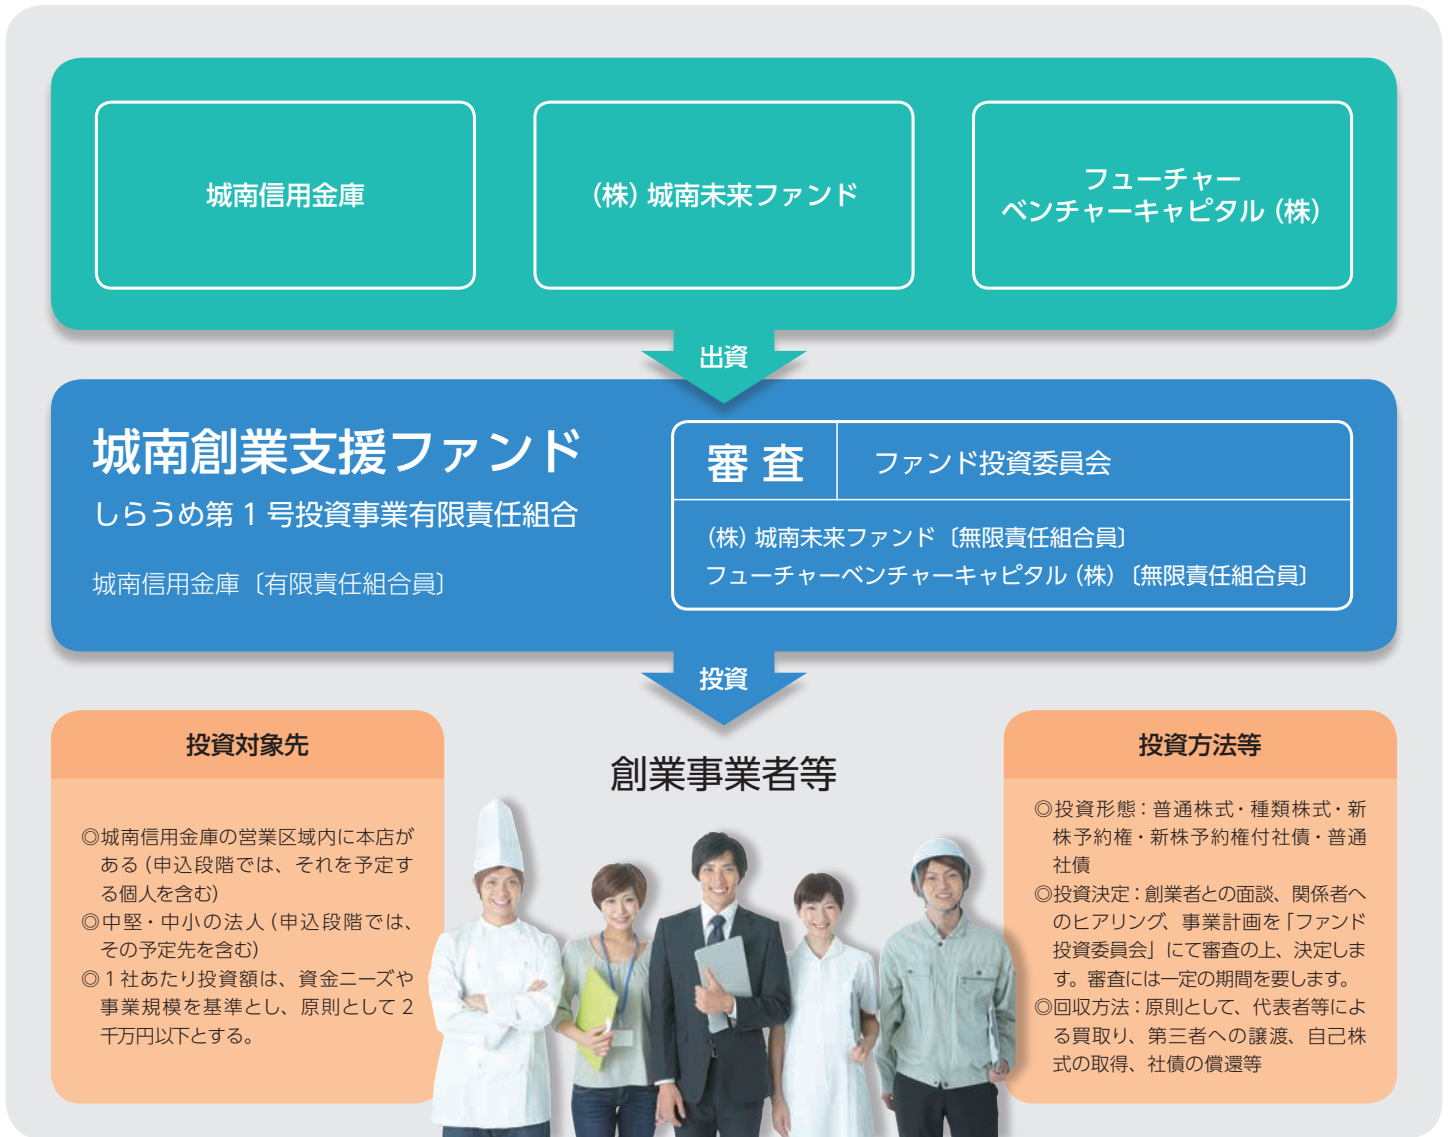 城南信用金庫
（株）城南未来ファンド
フューチャー
ベンチャーキャピタル（株）
出資
城南創業支援ファンド
しらうめ第1号投資事業有限責任組合
城南信用金庫〔有限責任組合員〕
審査
ファンド投資委員会
（株）城南未来ファンド〔無限責任組合員〕
フューチャーベンチャーキャピタル（株）〔無限責任組合員〕
投資
創業事業者等
投資対象先
◎城南信用金庫の営業区域内に本店が
ある（申込段階では、それを予定す
る個人を含む）
◎中堅・中小の法人（申込段階では、
その予定先を含む）
◎1社あたり投資額は、資金ニーズや
事業規模を基準とし、原則として2
千万円以下とする。
投資方法等
◎投資形態：普通株式・種類株式・新
株予約権・新株予約権付社債・普通
社債
◎投資決定：創業者との面談、関係者へ
のヒアリング、事業計画を「ファンド
投資委員会」にて審査の上、決定しま
す。審査には一定の期間を要します。
◎回収方法：原則として、代表者等によ
る買取り、第三者への譲渡、自己株
式の取得、社債の償還等